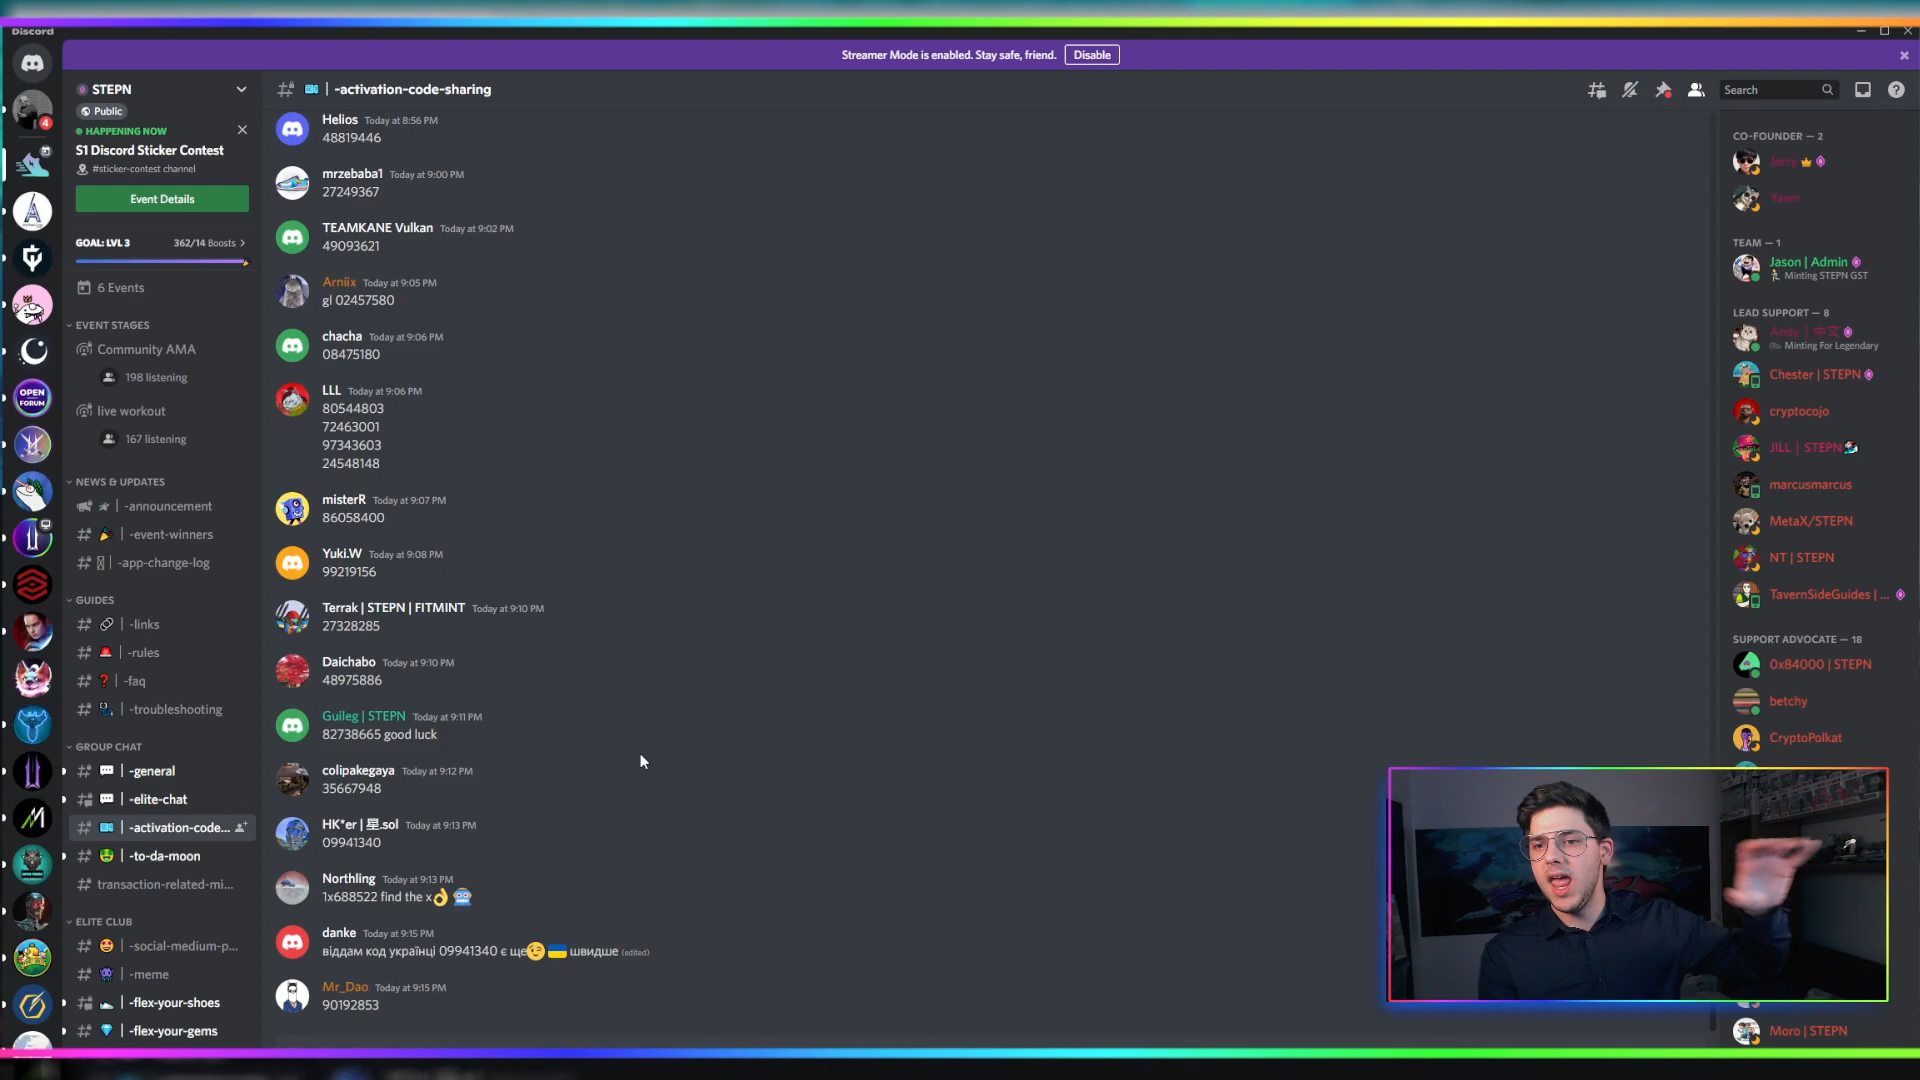 Discord
Streamer Mode is enabled. Stay safe, friend.
Disable
STEPN
Public
HAPPENING NOW
S1 Discord Sticker Contest
#sticker-contest channel
Event Details
GOAL: LVL 3
362/14 Boosts
6 Events
EVENT STAGES
Community AMA
198 listening
live workout
167 listening
NEWS & UPDATES
-announcement
-event-winners
-app-change-log
GUIDES
-links
-rules
-faq
-troubleshooting
GROUP CHAT
-general
-elite-chat
-activation-code...
-to-da-moon
transaction-related-mi...
ELITE CLUB
-social-medium-p...
-meme
-flex-your-shoes
-flex-your-gems
4
OPEN FORUM
-activation-code-sharing
Helios Today at 8:56 PM
48819446
mrzebaba1 Today at 9:00 PM
27249367
TEAMKANE Vulkan Today at 9:02 PM
49093621
Arniix Today at 9:05 PM
gl 02457580
chacha Today at 9:06 PM
08475180
LLL Today at 9:06 PM
80544803
72463001
97343603
24548148
misterR Today at 9:07 PM
86058400
Yuki.W Today at 9:08 PM
99219156
Terrak | STEPN | FITMINT Today at 9:10 PM
27328285
Daichabo Today at 9:10 PM
48975886
Guileg | STEPN Today at 9:11 PM
82738665 good luck
colipakegaya Today at 9:12 PM
35667948
HK*er | 星.sol Today at 9:13 PM
09941340
Northling Today at 9:13 PM
1x688522 find the x👌🤖
danke Today at 9:15 PM
віддам код українці 09941340 є ще😉🇺🇦 швидше (edited)
Mr_Dao Today at 9:15 PM
90192853
Search
CO-FOUNDER — 2
Jerry
Yawn
TEAM — 1
Jason | Admin
Minting STEPN GST
LEAD SUPPORT — 8
Andy | 中文
Minting For Legendary
Chester | STEPN
cryptocojo
JILL | STEPN
marcusmarcus
MetaX/STEPN
NT | STEPN
TavernSideGuides | ...
SUPPORT ADVOCATE — 18
0x84000 | STEPN
betchy
CryptoPolkat
Moro | STEPN